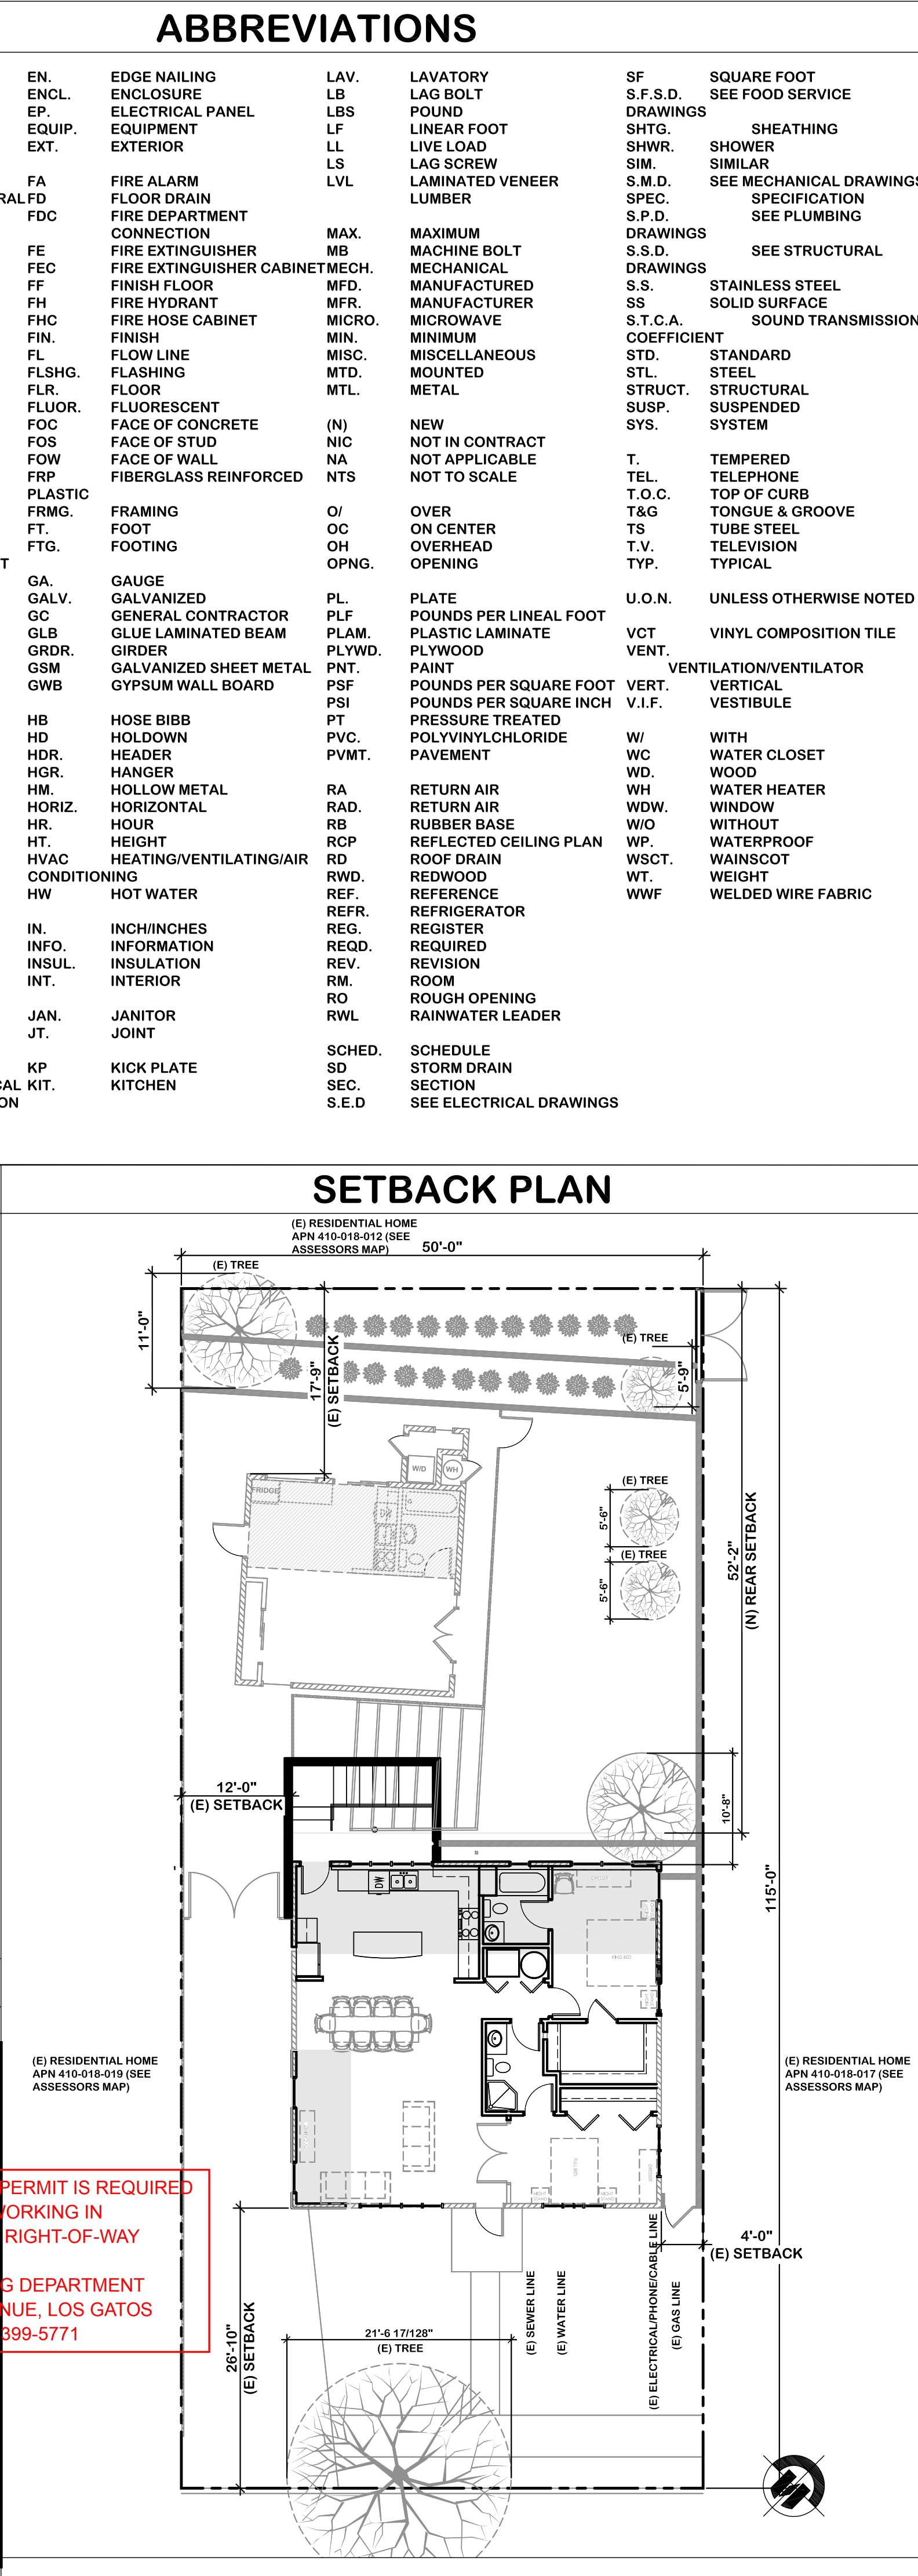 ABBREVIATIONS
EN. EDGE NAILING
ENCL. ENCLOSURE
EP. ELECTRICAL PANEL
EQUIP. EQUIPMENT
EXT. EXTERIOR
FA FIRE ALARM
RAL FD FLOOR DRAIN
FDC FIRE DEPARTMENT
CONNECTION
FE FIRE EXTINGUISHER
FEC FIRE EXTINGUISHER CABINET
FF FINISH FLOOR
FH FIRE HYDRANT
FHC FIRE HOSE CABINET
FIN. FINISH
FL FLOW LINE
FLSHG. FLASHING
FLR. FLOOR
FLUOR. FLUORESCENT
FOC FACE OF CONCRETE
FOS FACE OF STUD
FOW FACE OF WALL
FRP FIBERGLASS REINFORCED
PLASTIC
FRMG. FRAMING
FT. FOOT
FTG. FOOTING
T
GA. GAUGE
GALV. GALVANIZED
GC GENERAL CONTRACTOR
GLB GLUE LAMINATED BEAM
GRDR. GIRDER
GSM GALVANIZED SHEET METAL
GWB GYPSUM WALL BOARD
HB HOSE BIBB
HD HOLDOWN
HDR. HEADER
HGR. HANGER
HM. HOLLOW METAL
HORIZ. HORIZONTAL
HR. HOUR
HT. HEIGHT
HVAC HEATING/VENTILATING/AIR
CONDITIONING
HW HOT WATER
IN. INCH/INCHES
INFO. INFORMATION
INSUL. INSULATION
INT. INTERIOR
JAN. JANITOR
JT. JOINT
KP KICK PLATE
CAL KIT. KITCHEN
ON
LAV. LAVATORY
LB LAG BOLT
LBS POUND
LF LINEAR FOOT
LL LIVE LOAD
LS LAG SCREW
LVL LAMINATED VENEER
LUMBER
MAX. MAXIMUM
MB MACHINE BOLT
MECH. MECHANICAL
MFD. MANUFACTURED
MFR. MANUFACTURER
MICRO. MICROWAVE
MIN. MINIMUM
MISC. MISCELLANEOUS
MTD. MOUNTED
MTL. METAL
(N) NEW
NIC NOT IN CONTRACT
NA NOT APPLICABLE
NTS NOT TO SCALE
O/ OVER
OC ON CENTER
OH OVERHEAD
OPNG. OPENING
PL. PLATE
PLF POUNDS PER LINEAL FOOT
PLAM. PLASTIC LAMINATE
PLYWD. PLYWOOD
PNT. PAINT
PSF POUNDS PER SQUARE FOOT
PSI POUNDS PER SQUARE INCH
PT PRESSURE TREATED
PVC. POLYVINYLCHLORIDE
PVMT. PAVEMENT
RA RETURN AIR
RAD. RETURN AIR
RB RUBBER BASE
RCP REFLECTED CEILING PLAN
RD ROOF DRAIN
RWD. REDWOOD
REF. REFERENCE
REFR. REFRIGERATOR
REG. REGISTER
REQD. REQUIRED
REV. REVISION
RM. ROOM
RO ROUGH OPENING
RWL RAINWATER LEADER
SCHED. SCHEDULE
SD STORM DRAIN
SEC. SECTION
S.E.D SEE ELECTRICAL DRAWINGS
SF SQUARE FOOT
S.F.S.D. SEE FOOD SERVICE
DRAWINGS
SHTG. SHEATHING
SHWR. SHOWER
SIM. SIMILAR
S.M.D. SEE MECHANICAL DRAWINGS
SPEC. SPECIFICATION
S.P.D. SEE PLUMBING
DRAWINGS
S.S.D. SEE STRUCTURAL
DRAWINGS
S.S. STAINLESS STEEL
SS SOLID SURFACE
S.T.C.A. SOUND TRANSMISSION
COEFFICIENT
STD. STANDARD
STL. STEEL
STRUCT. STRUCTURAL
SUSP. SUSPENDED
SYS. SYSTEM
T. TEMPERED
TEL. TELEPHONE
T.O.C. TOP OF CURB
T&G TONGUE & GROOVE
TS TUBE STEEL
T.V. TELEVISION
TYP. TYPICAL
U.O.N. UNLESS OTHERWISE NOTED
VCT VINYL COMPOSITION TILE
VENT.
VENTILATION/VENTILATOR
VERT. VERTICAL
V.I.F. VESTIBULE
W/ WITH
WC WATER CLOSET
WD. WOOD
WH WATER HEATER
WDW. WINDOW
W/O WITHOUT
WP. WATERPROOF
WSCT. WAINSCOT
WT. WEIGHT
WWF WELDED WIRE FABRIC
SETBACK PLAN
(E) RESIDENTIAL HOME
APN 410-018-012 (SEE
ASSESSORS MAP)
50'-0"
(E) TREE
11'-0"
17'-9"
(E) SETBACK
(E) TREE
5'-9"
W/D
WH
FRIDGE
DW
(E) TREE
5'-6"
(E) TREE
5'-6"
52'-2"
(N) REAR SETBACK
12'-0"
(E) SETBACK
10'-8"
115'-0"
DW
KING BED
(E) RESIDENTIAL HOME
APN 410-018-019 (SEE
ASSESSORS MAP)
(E) RESIDENTIAL HOME
APN 410-018-017 (SEE
ASSESSORS MAP)
PERMIT IS REQUIRED
ORKING IN
RIGHT-OF-WAY
G DEPARTMENT
NUE, LOS GATOS
399-5771
4'-0"
(E) SETBACK
26'-10"
(E) SETBACK
21'-6 17/128"
(E) TREE
(E) SEWER LINE
(E) WATER LINE
(E) ELECTRICAL/PHONE/CABLE LINE
(E) GAS LINE